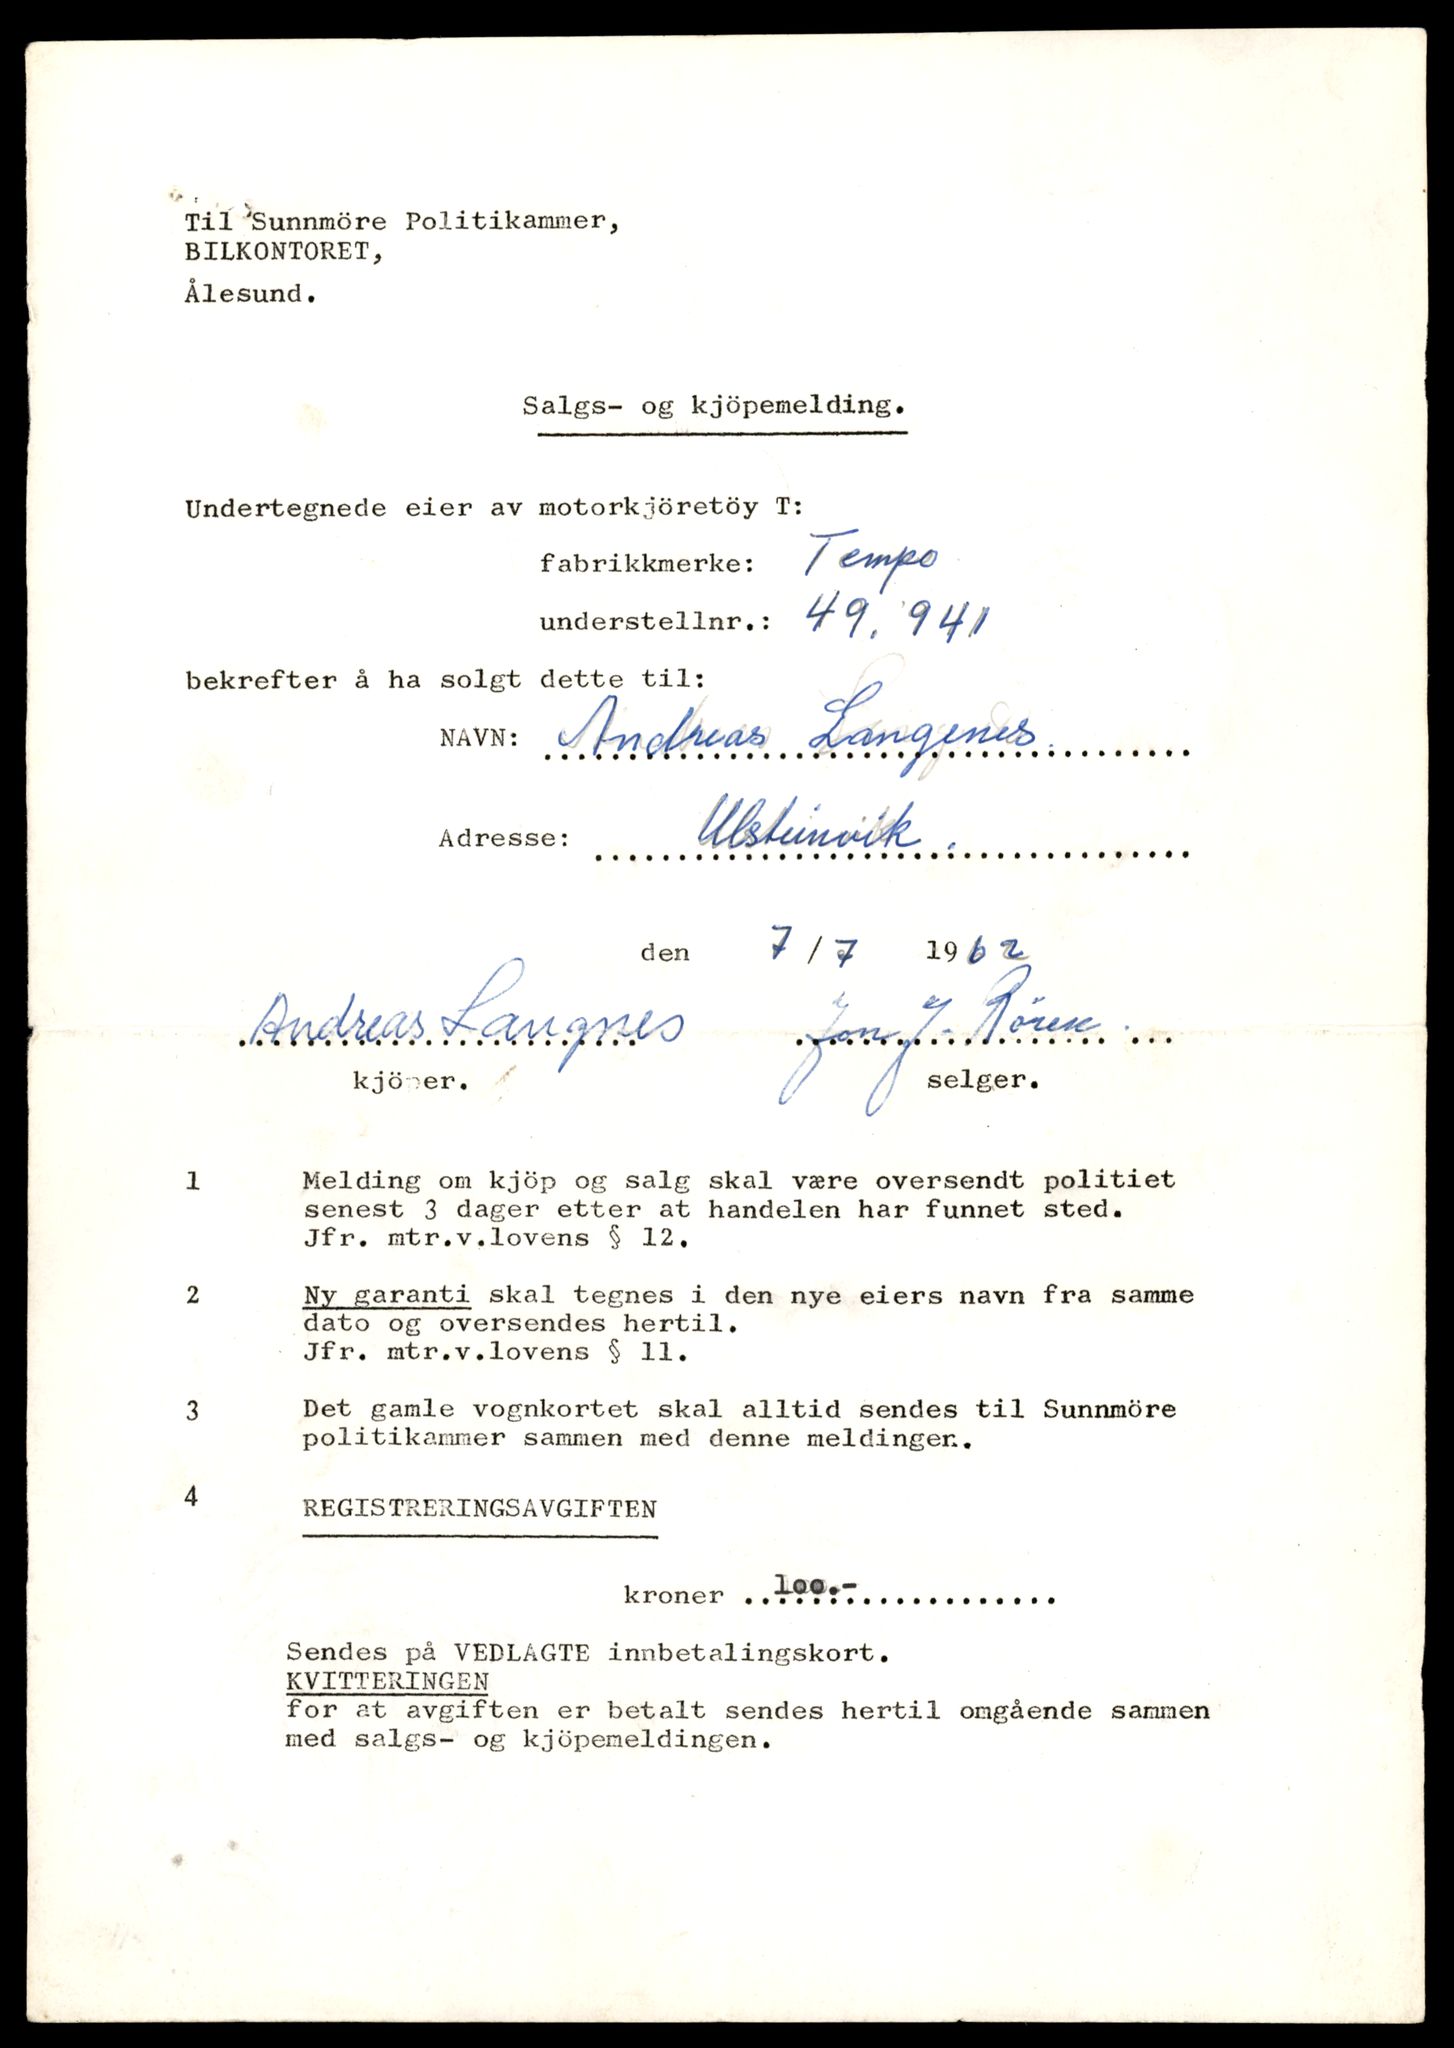 Til Sunnmöre Politikammer,
BILKONTORET,
Ålesund.
Salgs- og kjöpemelding.
Undertegnede eier av motorkjöretöy T:
fabrikkmerke: Tempo
understellnr.: 49.941
bekrefter å ha solgt dette til:
NAVN: Andreas Langenes.
Adresse: Ulsteinvik.
den 7/7 1962
Andreas Langnes Jon J. Rören.
kjöper. selger.
1 Melding om kjöp og salg skal være oversendt politiet
senest 3 dager etter at handelen har funnet sted.
Jfr. mtr.v.lovens § 12.
2 Ny garanti skal tegnes i den nye eiers navn fra samme
dato og oversendes hertil.
Jfr. mtr.v.lovens § 11.
3 Det gamle vognkortet skal alltid sendes til Sunnmöre
politikammer sammen med denne meldingen.
4 REGISTRERINGSAVGIFTEN
kroner 100.-
Sendes på VEDLAGTE innbetalingskort.
KVITTERINGEN
for at avgiften er betalt sendes hertil omgående sammen
med salgs- og kjöpemeldingen.